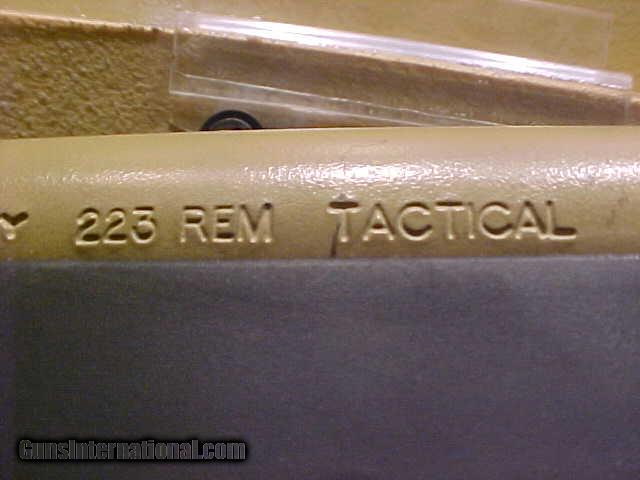 Y 223 REM TACTICAL
GunsInternational.com